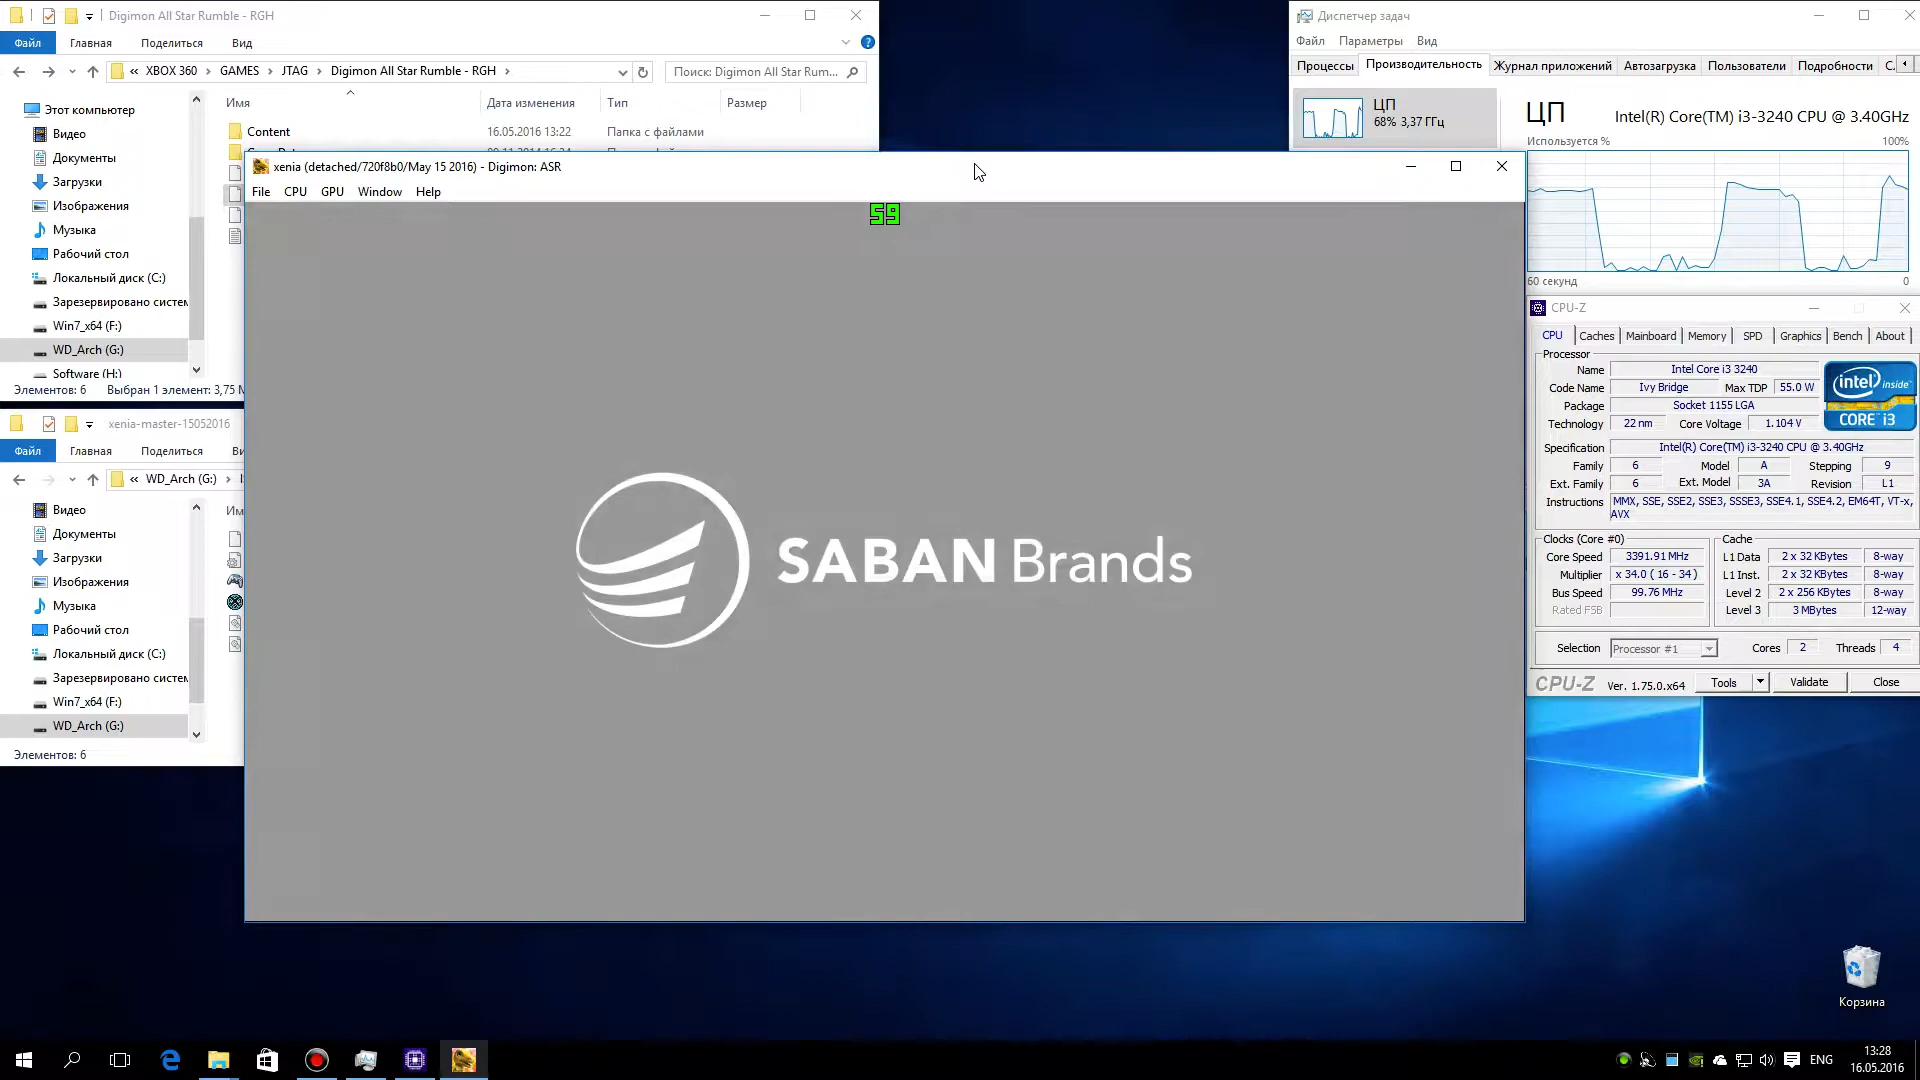 Digimon All Star Rumble - RGH
Файл Главная Поделиться Вид
« XBOX 360 > GAMES > JTAG > Digimon All Star Rumble - RGH >
Поиск: Digimon All Star Rum...
Имя Дата изменения Тип Размер
Content 16.05.2016 13:22 Папка с файлами
Этот компьютер
Видео
Документы
Загрузки
Изображения
Музыка
Рабочий стол
Локальный диск (C:)
Зарезервировано систем
Win7_x64 (F:)
WD_Arch (G:)
Software (H:)
Элементов: 6 Выбран 1 элемент: 3,75 М
xenia-master-15052016
Файл Главная Поделиться Ви
« WD_Arch (G:) >
Им
Видео
Документы
Загрузки
Изображения
Музыка
Рабочий стол
Локальный диск (C:)
Зарезервировано систем
Win7_x64 (F:)
WD_Arch (G:)
Элементов: 6
xenia (detached/720f8b0/May 15 2016) - Digimon: ASR
File CPU GPU Window Help
59
SABAN Brands
Диспетчер задач
Файл Параметры Вид
Процессы Производительность Журнал приложений Автозагрузка Пользователи Подробности С.
ЦП
68% 3,37 ГГц
ЦП Intel(R) Core(TM) i3-3240 CPU @ 3.40GHz
Используется % 100%
60 секунд 0
CPU-Z
CPU Caches Mainboard Memory SPD Graphics Bench About
Processor
Name Intel Core i3 3240
Code Name Ivy Bridge Max TDP 55.0 W
Package Socket 1155 LGA
Technology 22 nm Core Voltage 1.104 V
intel inside
CORE i3
Specification Intel(R) Core(TM) i3-3240 CPU @ 3.40GHz
Family 6 Model A Stepping 9
Ext. Family 6 Ext. Model 3A Revision L1
Instructions MMX, SSE, SSE2, SSE3, SSSE3, SSE4.1, SSE4.2, EM64T, VT-x,
AVX
Clocks (Core #0)
Core Speed 3391.91 MHz
Multiplier x 34.0 ( 16 - 34 )
Bus Speed 99.76 MHz
Rated FSB
Cache
L1 Data 2 x 32 KBytes 8-way
L1 Inst. 2 x 32 KBytes 8-way
Level 2 2 x 256 KBytes 8-way
Level 3 3 MBytes 12-way
Selection Processor #1 Cores 2 Threads 4
CPU-Z Ver. 1.75.0.x64 Tools Validate Close
Корзина
ENG
13:28
16.05.2016